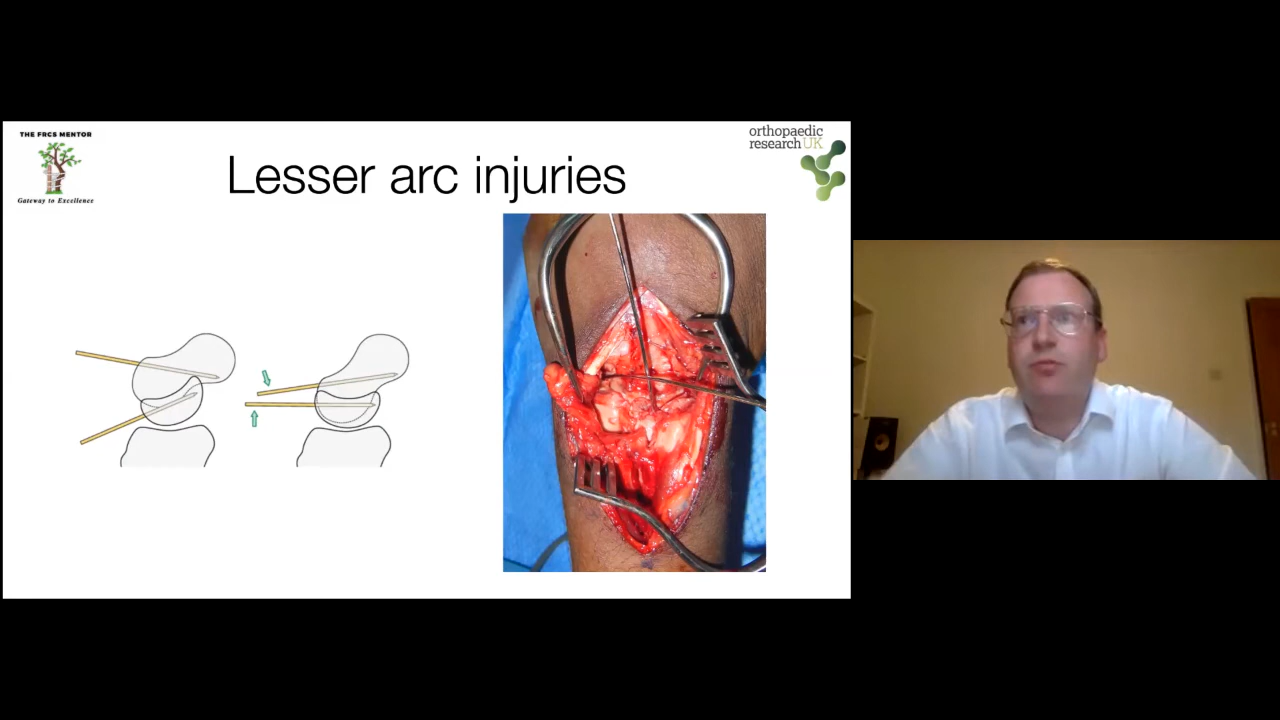 THE FRCS MENTOR
Gateway to Excellence
Lesser arc injuries
orthopaedic
research UK